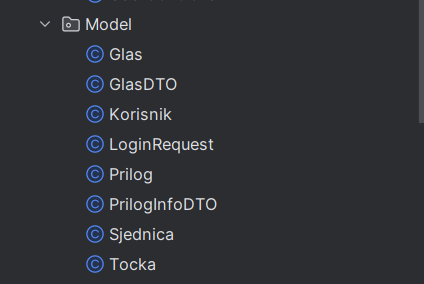 Model
Glas
GlasDTO
Korisnik
LoginRequest
Prilog
PrilogInfoDTO
Sjednica
Tocka